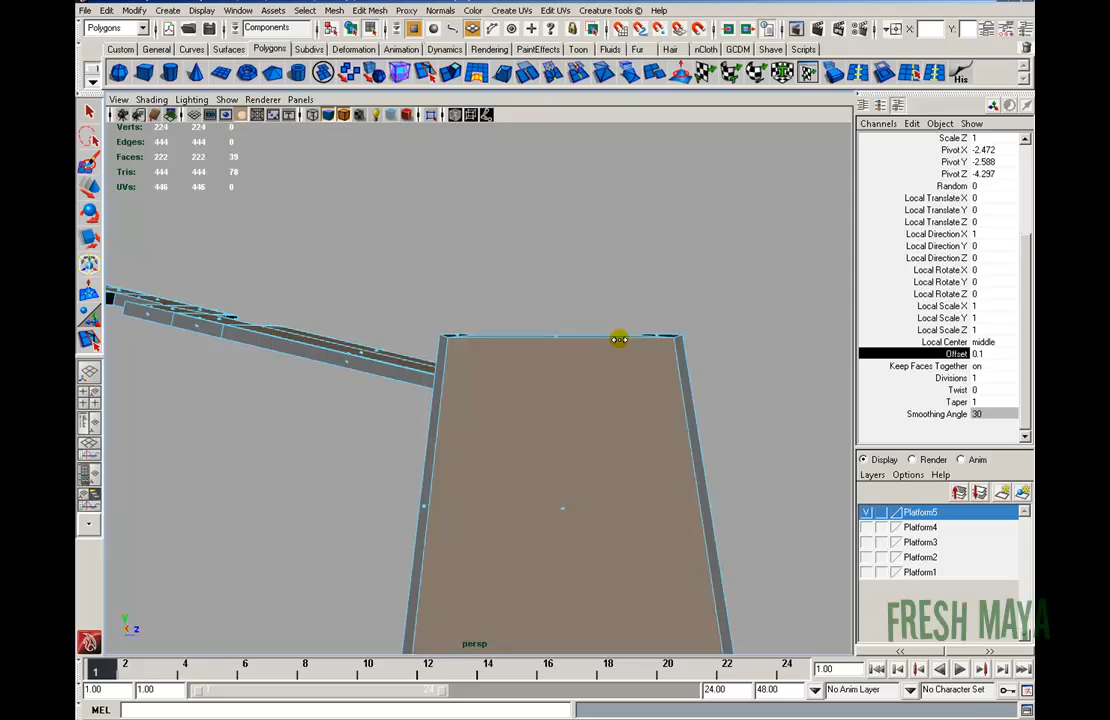 File Edit Modify Create Display Window Assets Select Mesh Edit Mesh Proxy Normals Color Create UVs Edit UVs Creature Tools © Help
Polygons Components X: Y:
Custom General Curves Surfaces Polygons Subdivs Deformation Animation Dynamics Rendering PaintEffects Toon Fluids Fur Hair nCloth GCDM Shave Scripts
His
View Shading Lighting Show Renderer Panels
Channels Edit Object Show
Verts: 224 224 0
Edges: 444 444 0
Faces: 222 222 39
Tris: 444 444 78
UVs: 446 446 0
Scale Z 1
Pivot X -2.472
Pivot Y -2.588
Pivot Z -4.297
Random 0
Local Translate X 0
Local Translate Y 0
Local Translate Z 0
Local Direction X 1
Local Direction Y 0
Local Direction Z 0
Local Rotate X 0
Local Rotate Y 0
Local Rotate Z 0
Local Scale X 1
Local Scale Y 1
Local Scale Z 1
Local Center middle
Offset 0.1
Keep Faces Together on
Divisions 1
Twist 0
Taper 1
Smoothing Angle 30
Display Render Anim
Layers Options Help
V Platform5
Platform4
Platform3
Platform2
Platform1
FRESH MAYA
y
z
persp
2 4 6 8 10 12 14 16 18 20 22 24
1 1.00
1.00 1.00 1 24 24.00 48.00 No Anim Layer No Character Set
MEL